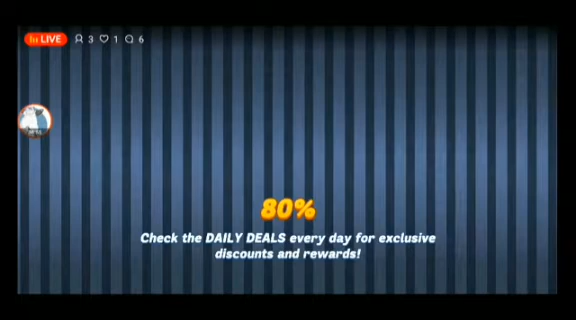 LIVE 3 1 6
80%
Check the DAILY DEALS every day for exclusive
discounts and rewards!